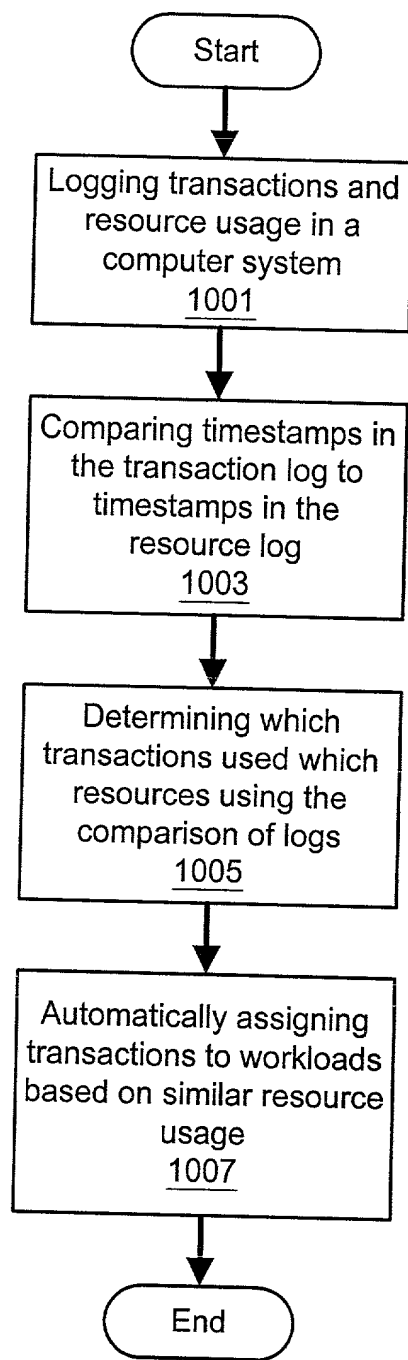 Start
Logging transactions and
resource usage in a
computer system
1001
Comparing timestamps in
the transaction log to
timestamps in the
resource log
1003
Determining which
transactions used which
resources using the
comparison of logs
1005
Automatically assigning
transactions to workloads
based on similar resource
usage
1007
End